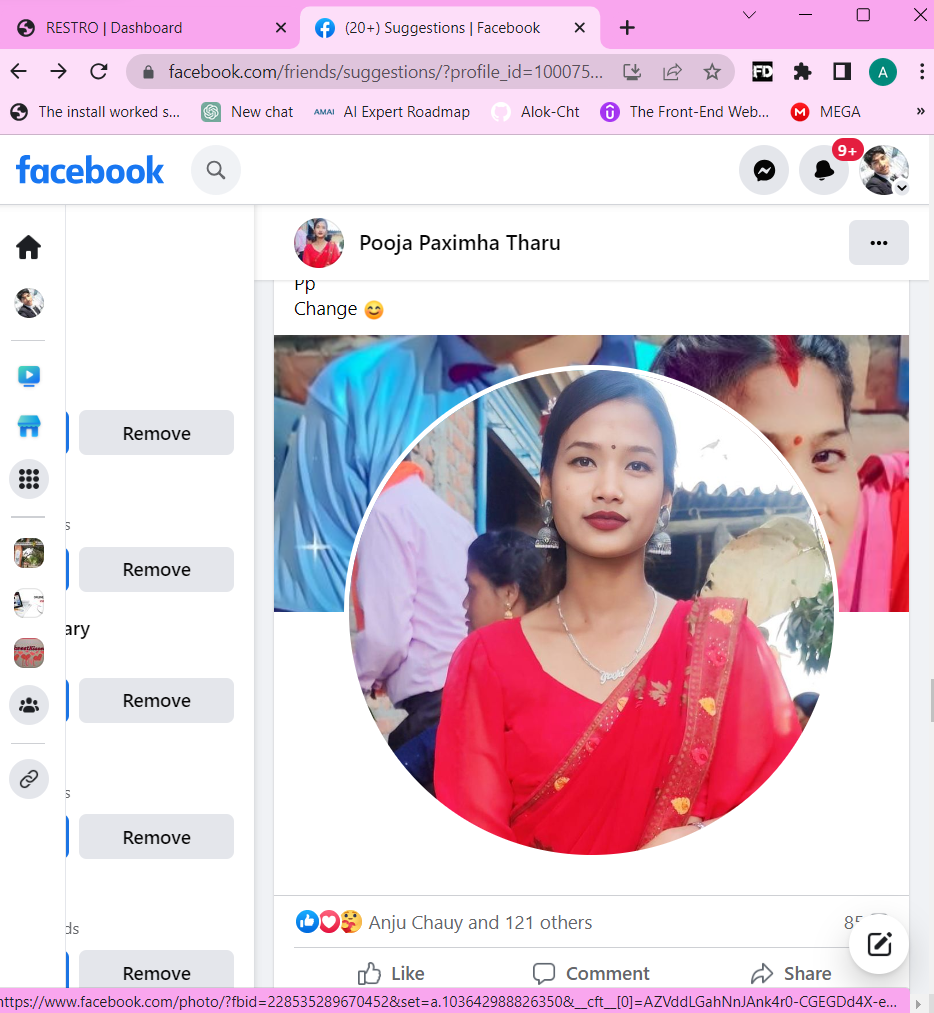 RESTRO | Dashboard
(20+) Suggestions | Facebook
facebook.com/friends/suggestions/?profile_id=100075...
FD
A
The install worked s...
New chat
AMAI AI Expert Roadmap
Alok-Cht
The Front-End Web...
M MEGA
»
facebook
9+
Pooja Paximha Tharu
Pp
Change 😊
Remove
s
Remove
ary
Remove
s
Remove
ds
Remove
Anju Chauy and 121 others
85
Like
Comment
Share
https://www.facebook.com/photo/?fbid=228535289670452&set=a.103642988826350&__cft__[0]=AZVddLGahNnJAnk4r0-CGEGDd4X-e...